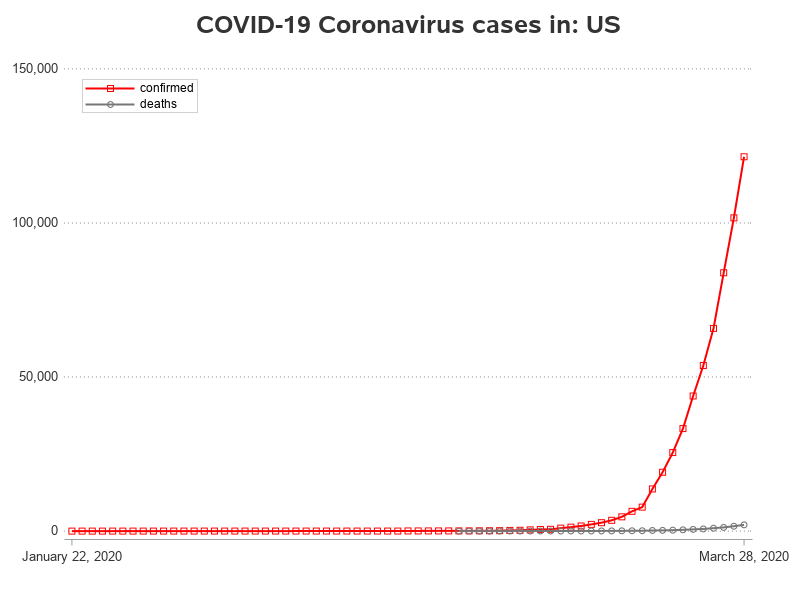 COVID-19 Coronavirus cases in: US
150,000
confirmed
deaths
100,000
50,000
0
January 22, 2020 March 28, 2020